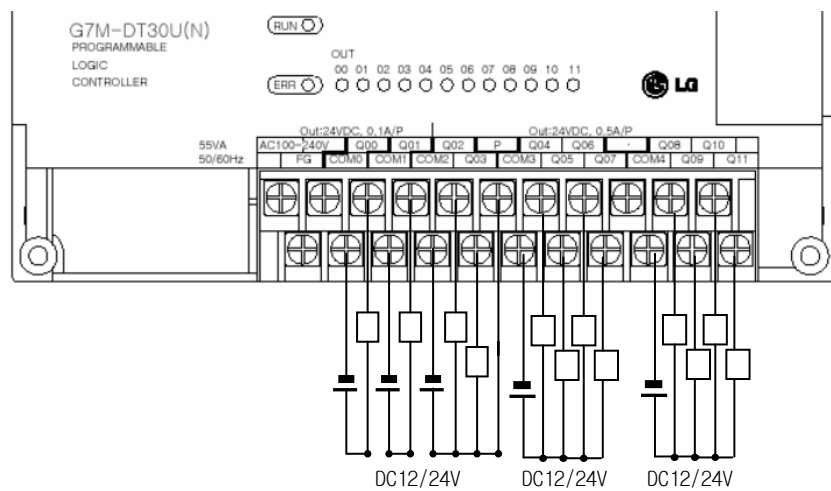 G7M-DT30U(N)
PROGRAMMABLE
LOGIC
CONTROLLER
RUN
ERR
OUT
00 01 02 03 04 05 06 07 08 09 10 11
LG
Out:24VDC, 0.1A/P
Out:24VDC, 0.5A/P
55VA
50/60Hz
AC100-240V Q00 Q01 Q02 P Q04 Q06 · Q08 Q10
FG COM0 COM1 COM2 Q03 COM3 Q05 Q07 COM4 Q09 Q11
DC12/24V DC12/24V DC12/24V